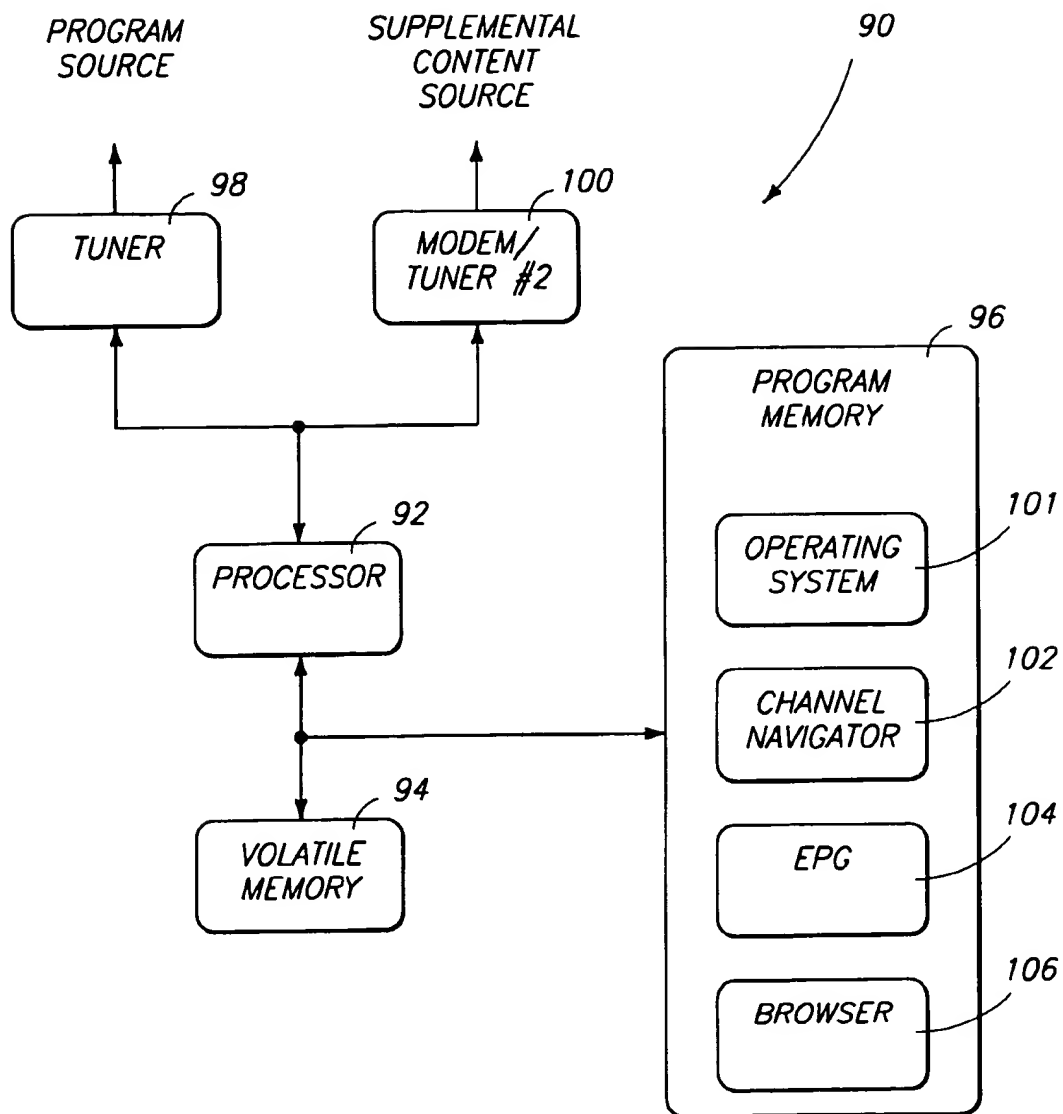 PROGRAM
SOURCE
SUPPLEMENTAL
CONTENT
SOURCE
90
98
TUNER
100
MODEM/
TUNER #2
96
PROGRAM
MEMORY
92
PROCESSOR
101
OPERATING
SYSTEM
102
CHANNEL
NAVIGATOR
94
VOLATILE
MEMORY
104
EPG
106
BROWSER